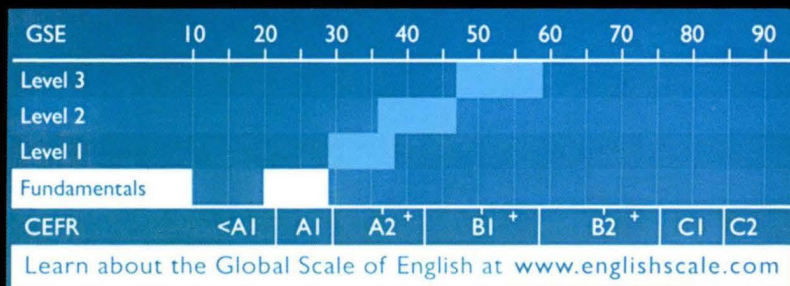 GSE 10 20 30 40 50 60 70 80 90
Level 3
Level 2
Level 1
Fundamentals
CEFR <A1 A1 A2 + B1 + B2 + C1 C2
Learn about the Global Scale of English at www.englishscale.com